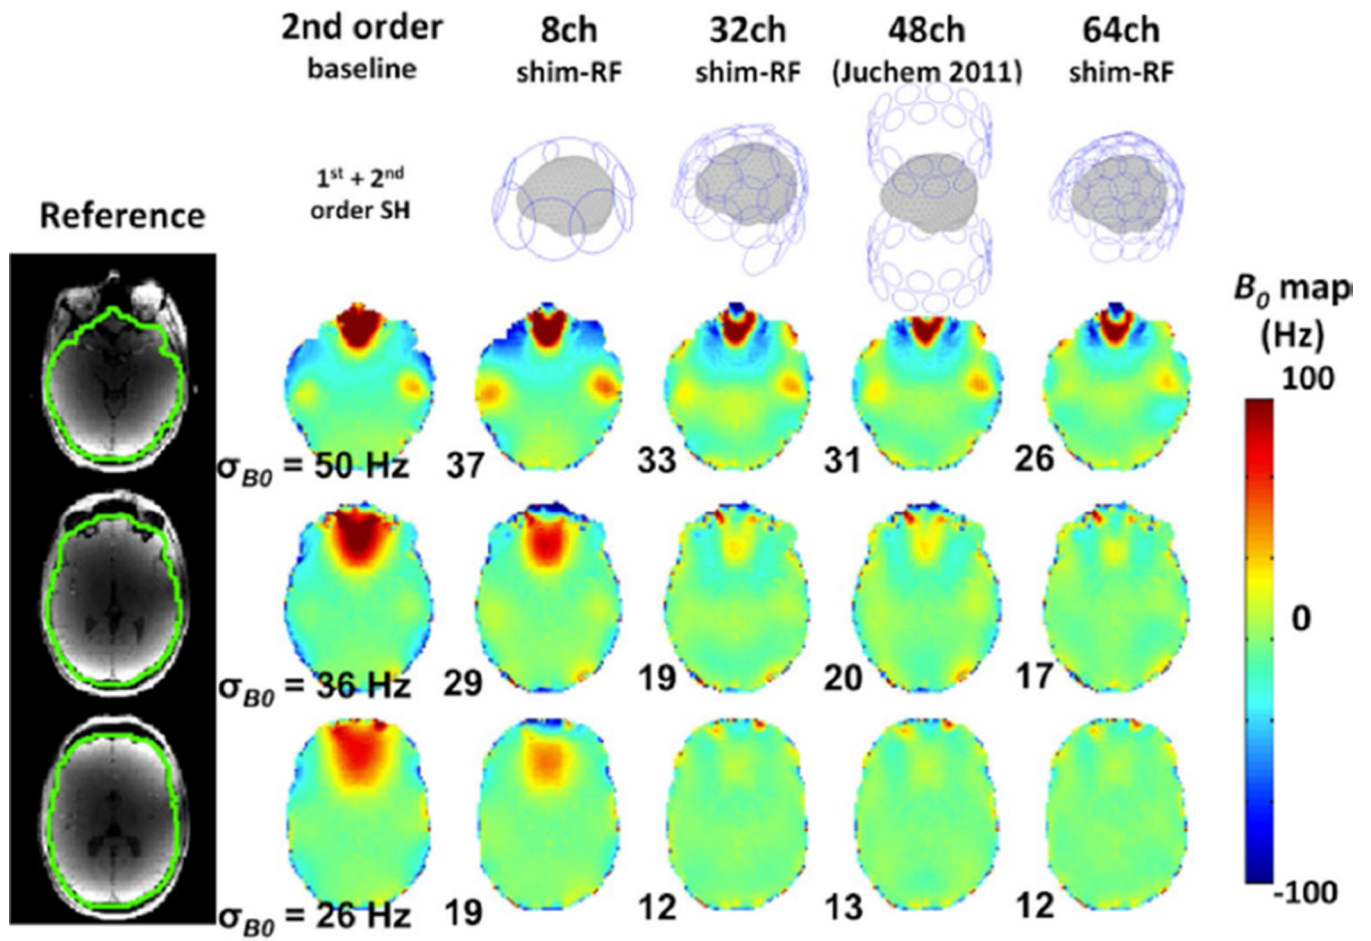 2nd order
baseline
8ch
shim-RF
32ch
shim-RF
48ch
(Juchem 2011)
64ch
shim-RF
1st + 2nd
order SH
Reference
B0 map
(Hz)
100
0
-100
σB0 = 50 Hz
37
33
31
26
σB0 = 36 Hz
29
19
20
17
σB0 = 26 Hz
19
12
13
12